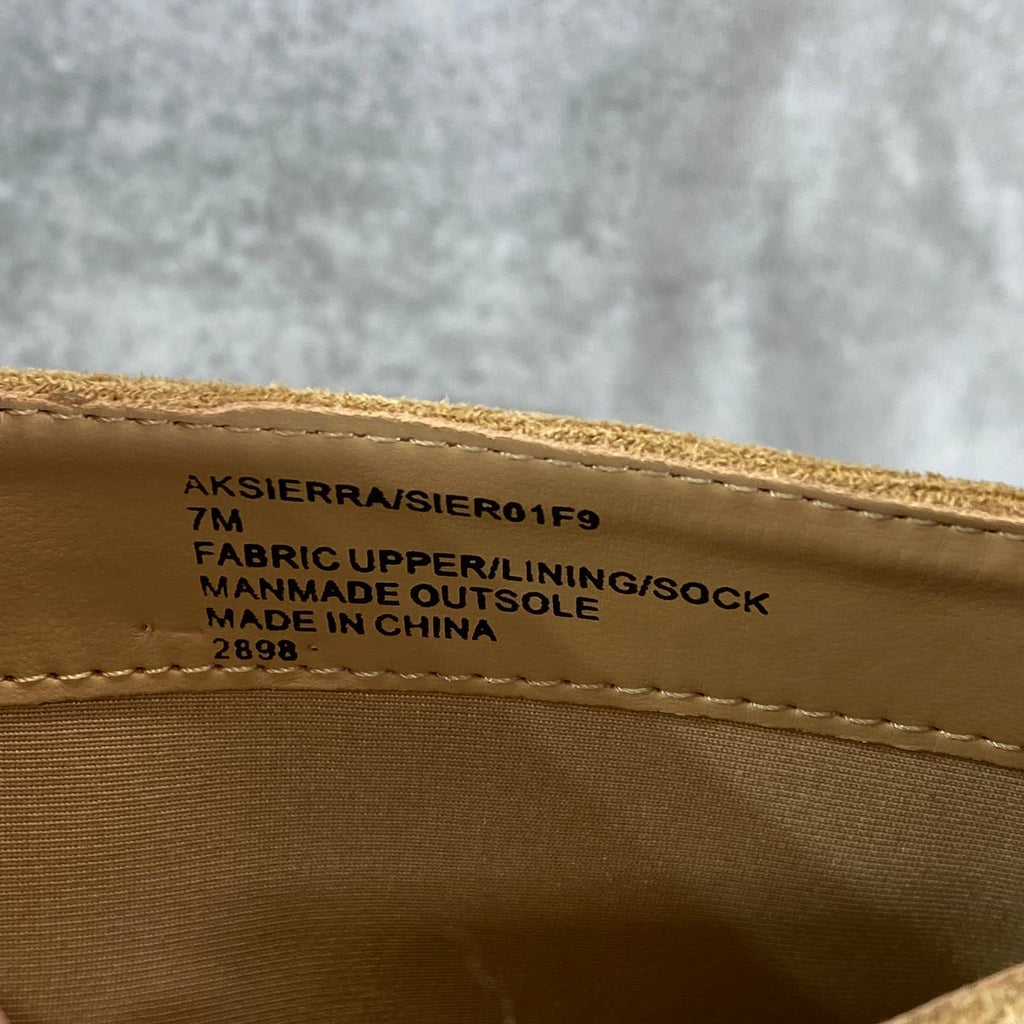 AKSIERRA/SIER01F9
7M
FABRIC UPPER/LINING/SOCK
MANMADE OUTSOLE
MADE IN CHINA
2898